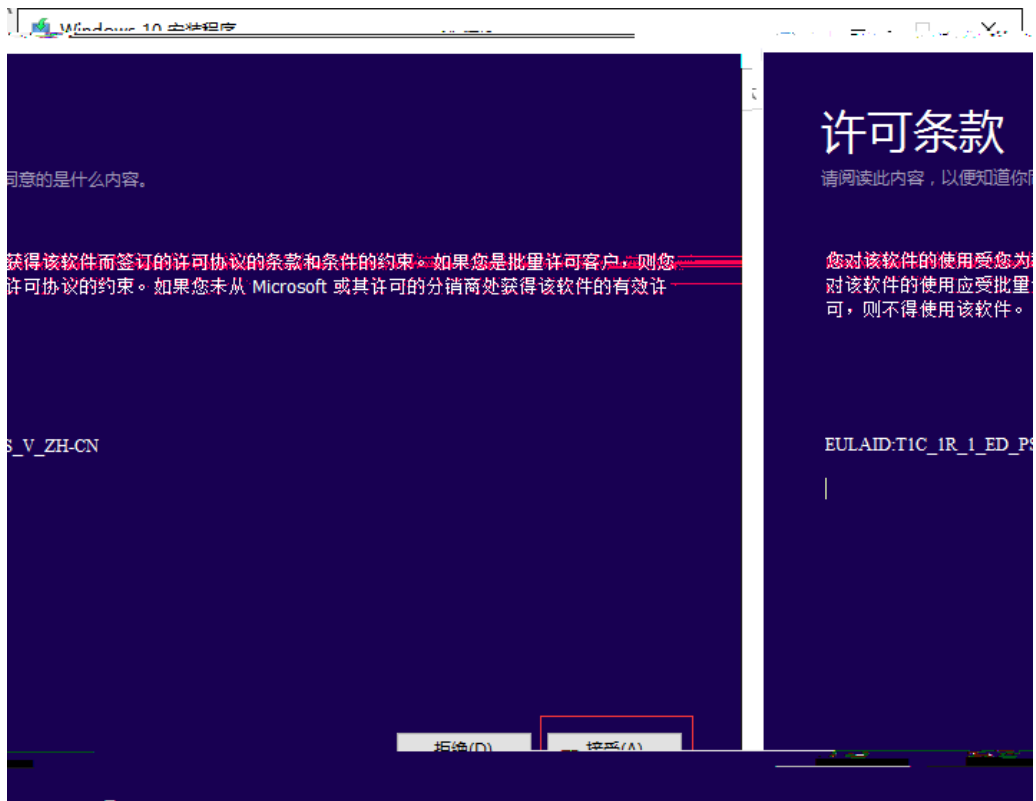 Windows 10 安装程序
许可条款
同意的是什么内容。
请阅读此内容，以便知道你同
获得该软件而签订的许可协议的条款和条件的约束。如果您是批量许可客户，则您
许可协议的约束。如果您未从 Microsoft 或其许可的分销商处获得该软件的有效许
您对该软件的使用受您为获
对该软件的使用应受批量许
可，则不得使用该软件。
S_V_ZH-CN
EULAID:T1C_1R_1_ED_PS
拒绝(D)
接受(A)